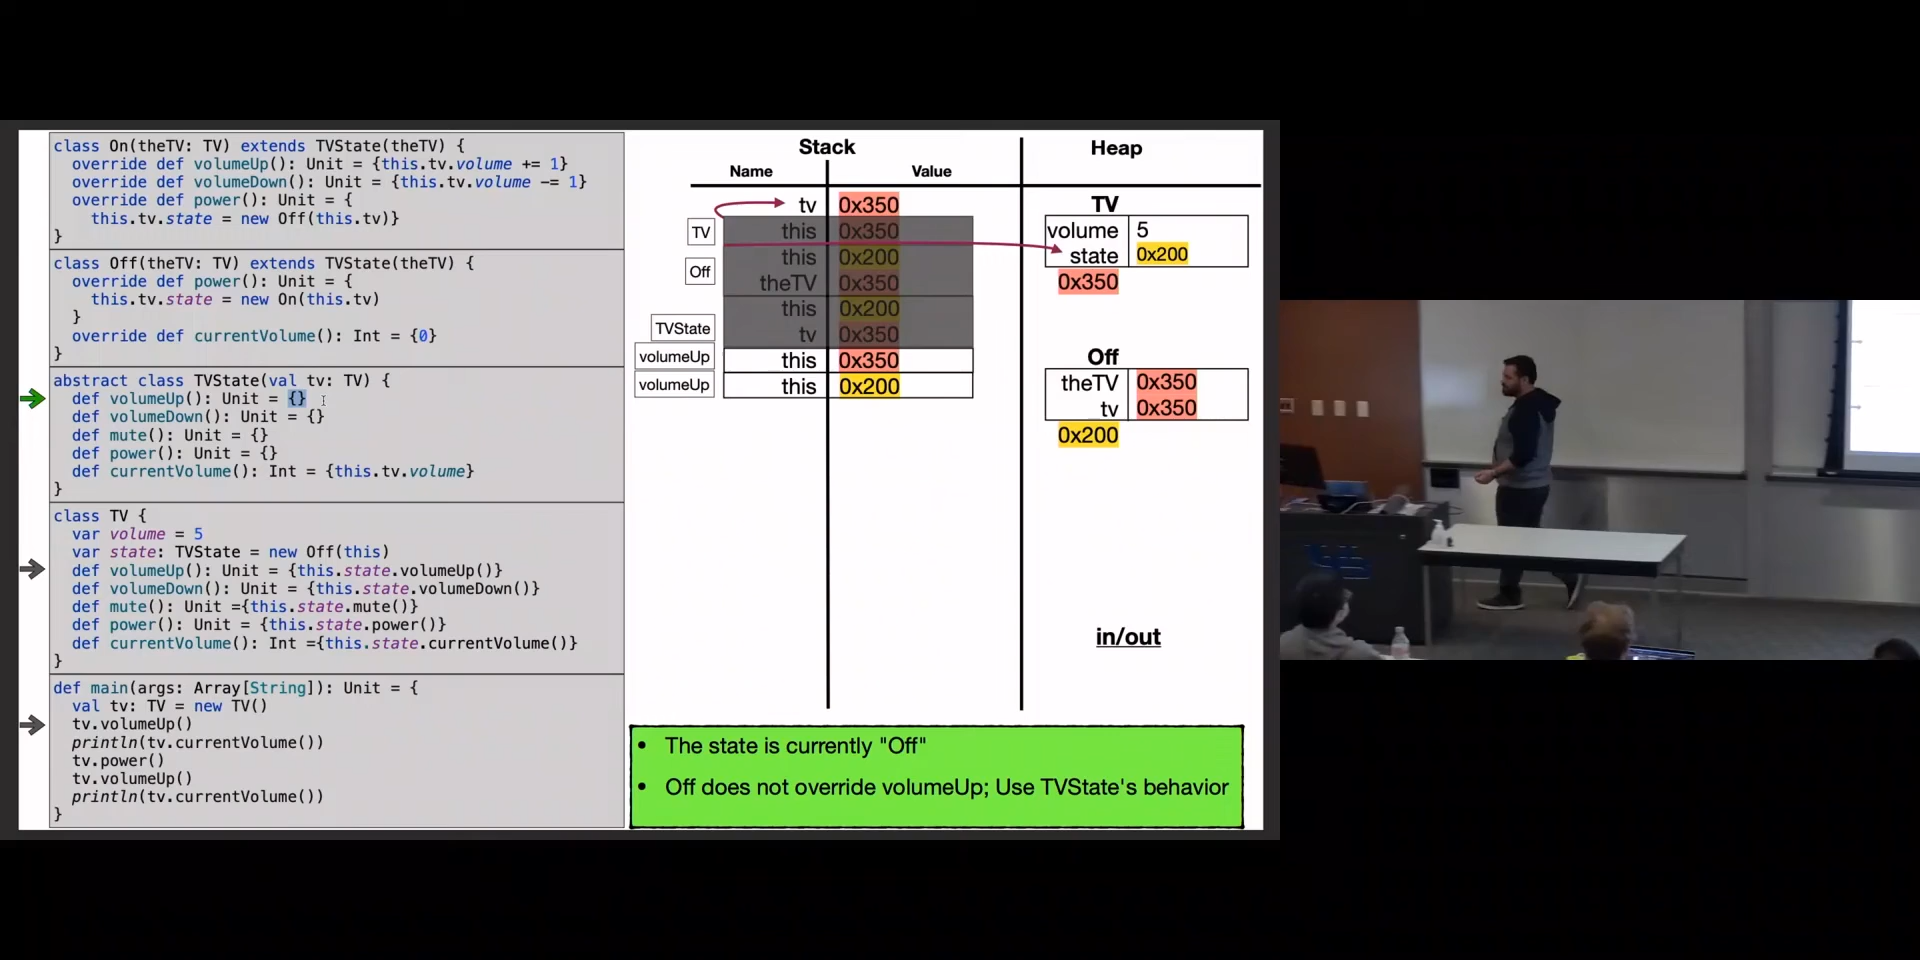 class On(theTV: TV) extends TVState(theTV) {
override def volumeUp(): Unit = {this.tv.volume += 1}
override def volumeDown(): Unit = {this.tv.volume -= 1}
override def power(): Unit = {
this.tv.state = new Off(this.tv)}
}
class Off(theTV: TV) extends TVState(theTV) {
override def power(): Unit = {
this.tv.state = new On(this.tv)
}
override def currentVolume(): Int = {0}
}
abstract class TVState(val tv: TV) {
def volumeUp(): Unit = {}
def volumeDown(): Unit = {}
def mute(): Unit = {}
def power(): Unit = {}
def currentVolume(): Int = {this.tv.volume}
}
class TV {
var volume = 5
var state: TVState = new Off(this)
def volumeUp(): Unit = {this.state.volumeUp()}
def volumeDown(): Unit = {this.state.volumeDown()}
def mute(): Unit ={this.state.mute()}
def power(): Unit = {this.state.power()}
def currentVolume(): Int ={this.state.currentVolume()}
}
def main(args: Array[String]): Unit = {
val tv: TV = new TV()
tv.volumeUp()
println(tv.currentVolume())
tv.power()
tv.volumeUp()
println(tv.currentVolume())
}
Stack
Name Value
tv 0x350
TV this 0x350
this 0x200
Off
theTV 0x350
this 0x200
TVState
tv 0x350
volumeUp this 0x350
volumeUp this 0x200
Heap
TV
volume 5
state 0x200
0x350
Off
theTV 0x350
tv 0x350
0x200
in/out
• The state is currently "Off"
• Off does not override volumeUp; Use TVState's behavior